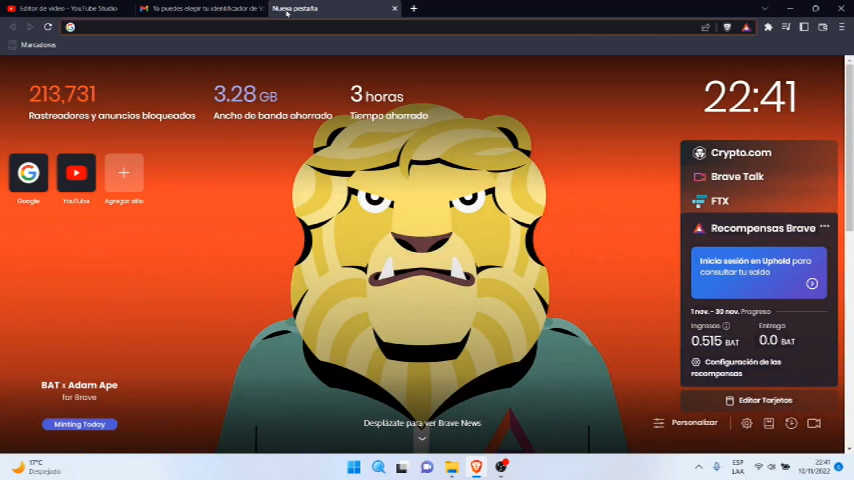 Editor de video - YouTube Studio
Ya puedes elegir tu identificador de Y
Nueva pestaña
Marcadores
213,731
Rastreadores y anuncios bloqueados
3.28 GB
Ancho de banda ahorrado
3 horas
Tiempo ahorrado
22:41
Google
YouTube
Agregar sitio
Crypto.com
Brave Talk
FTX
Recompensas Brave
Inicia sesión en Uphold para
consultar tu saldo
1 nov. - 30 nov. Progreso
Ingresos
Entrega
0.515 BAT
0.0 BAT
Configuración de las
recompensas
Editar Tarjetas
BAT x Adam Ape
for Brave
Minting Today
Desplázate para ver Brave News
Personalizar
17°C
Despejado
ESP
LAA
22:41
10/11/2022